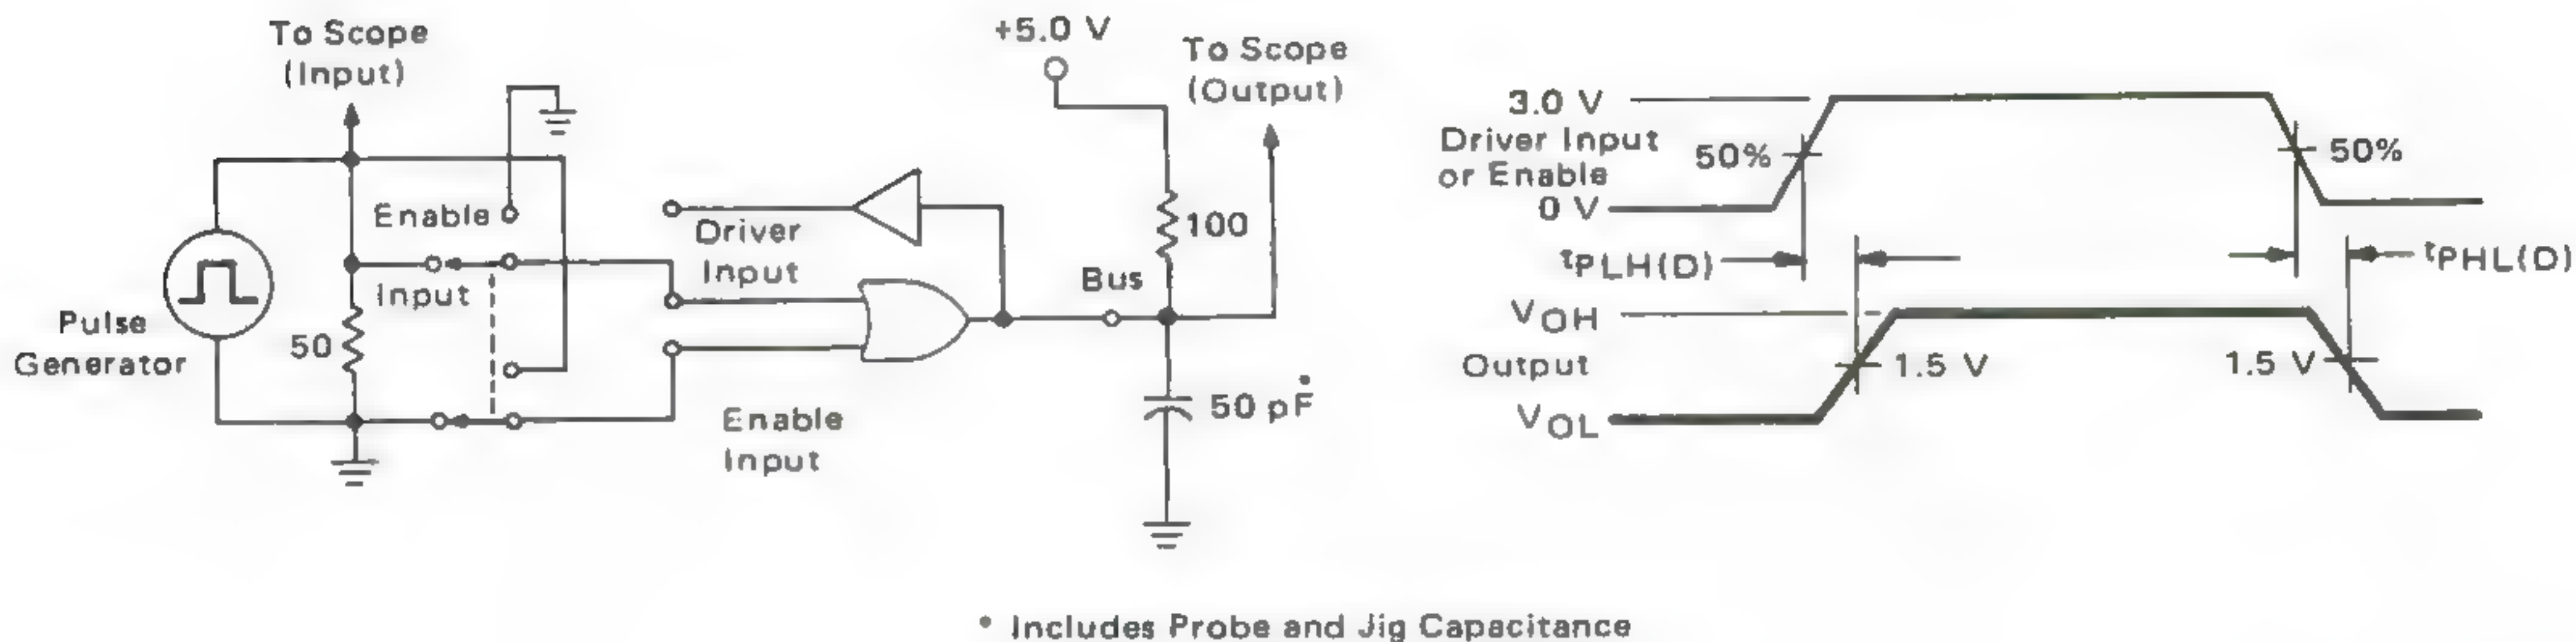 To Scope
(Input)
+5.0 V
To Scope
(Output)
Enable
Input
Pulse
Generator
50
Driver
Input
Enable
Input
Bus
100
50 pF•
3.0 V
Driver Input
or Enable
0 V
50%
50%
tPLH(D)
tPHL(D)
VOH
Output
VOL
1.5 V
1.5 V
• Includes Probe and Jig Capacitance